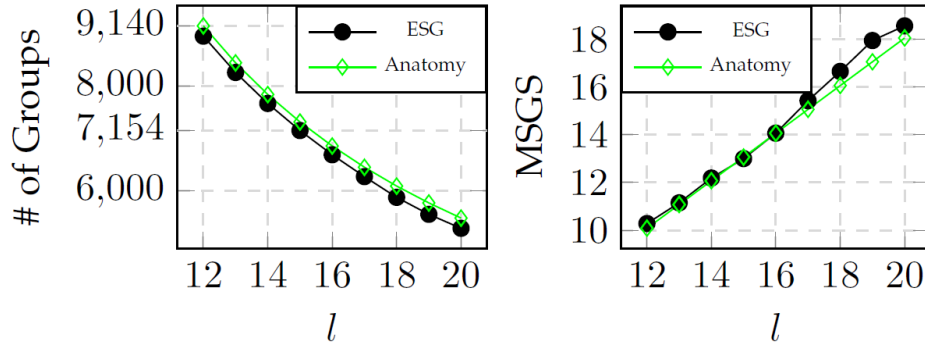 # of Groups
9,140
8,000
7,154
6,000
12 14 16 18 20
l
ESG
Anatomy
MSGS
18
16
14
12
10
12 14 16 18 20
l
ESG
Anatomy